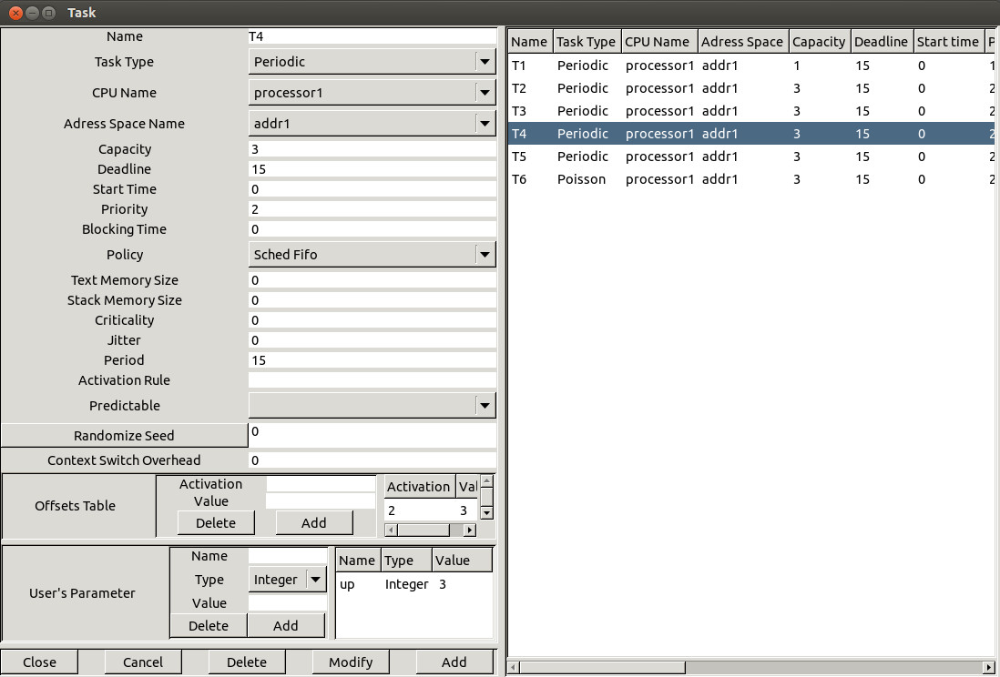 Task
Name T4
Task Type Periodic
CPU Name processor1
Adress Space Name addr1
Capacity 3
Deadline 15
Start Time 0
Priority 2
Blocking Time 0
Policy Sched Fifo
Text Memory Size 0
Stack Memory Size 0
Criticality 0
Jitter 0
Period 15
Activation Rule
Predictable
Randomize Seed 0
Context Switch Overhead 0
Offsets Table
Activation
Value
Delete Add
Activation Val
2 3
User's Parameter
Name
Type Integer
Value
Delete Add
Name Type Value
up Integer 3
Close Cancel Delete Modify Add
Name Task Type CPU Name Adress Space Capacity Deadline Start time P
T1 Periodic processor1 addr1 1 15 0 1
T2 Periodic processor1 addr1 3 15 0 2
T3 Periodic processor1 addr1 3 15 0 2
T4 Periodic processor1 addr1 3 15 0 2
T5 Periodic processor1 addr1 3 15 0 2
T6 Poisson processor1 addr1 3 15 0 2